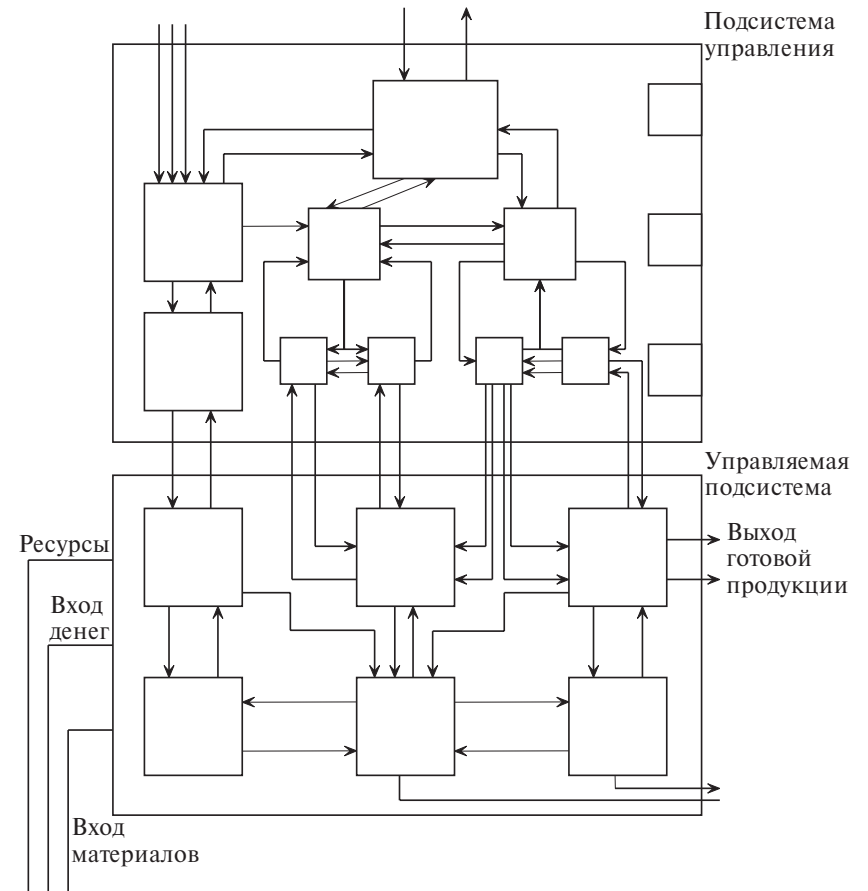 Подсистема
управления
Управляемая
подсистема
Ресурсы
Выход
готовой
продукции
Вход
денег
Вход
материалов